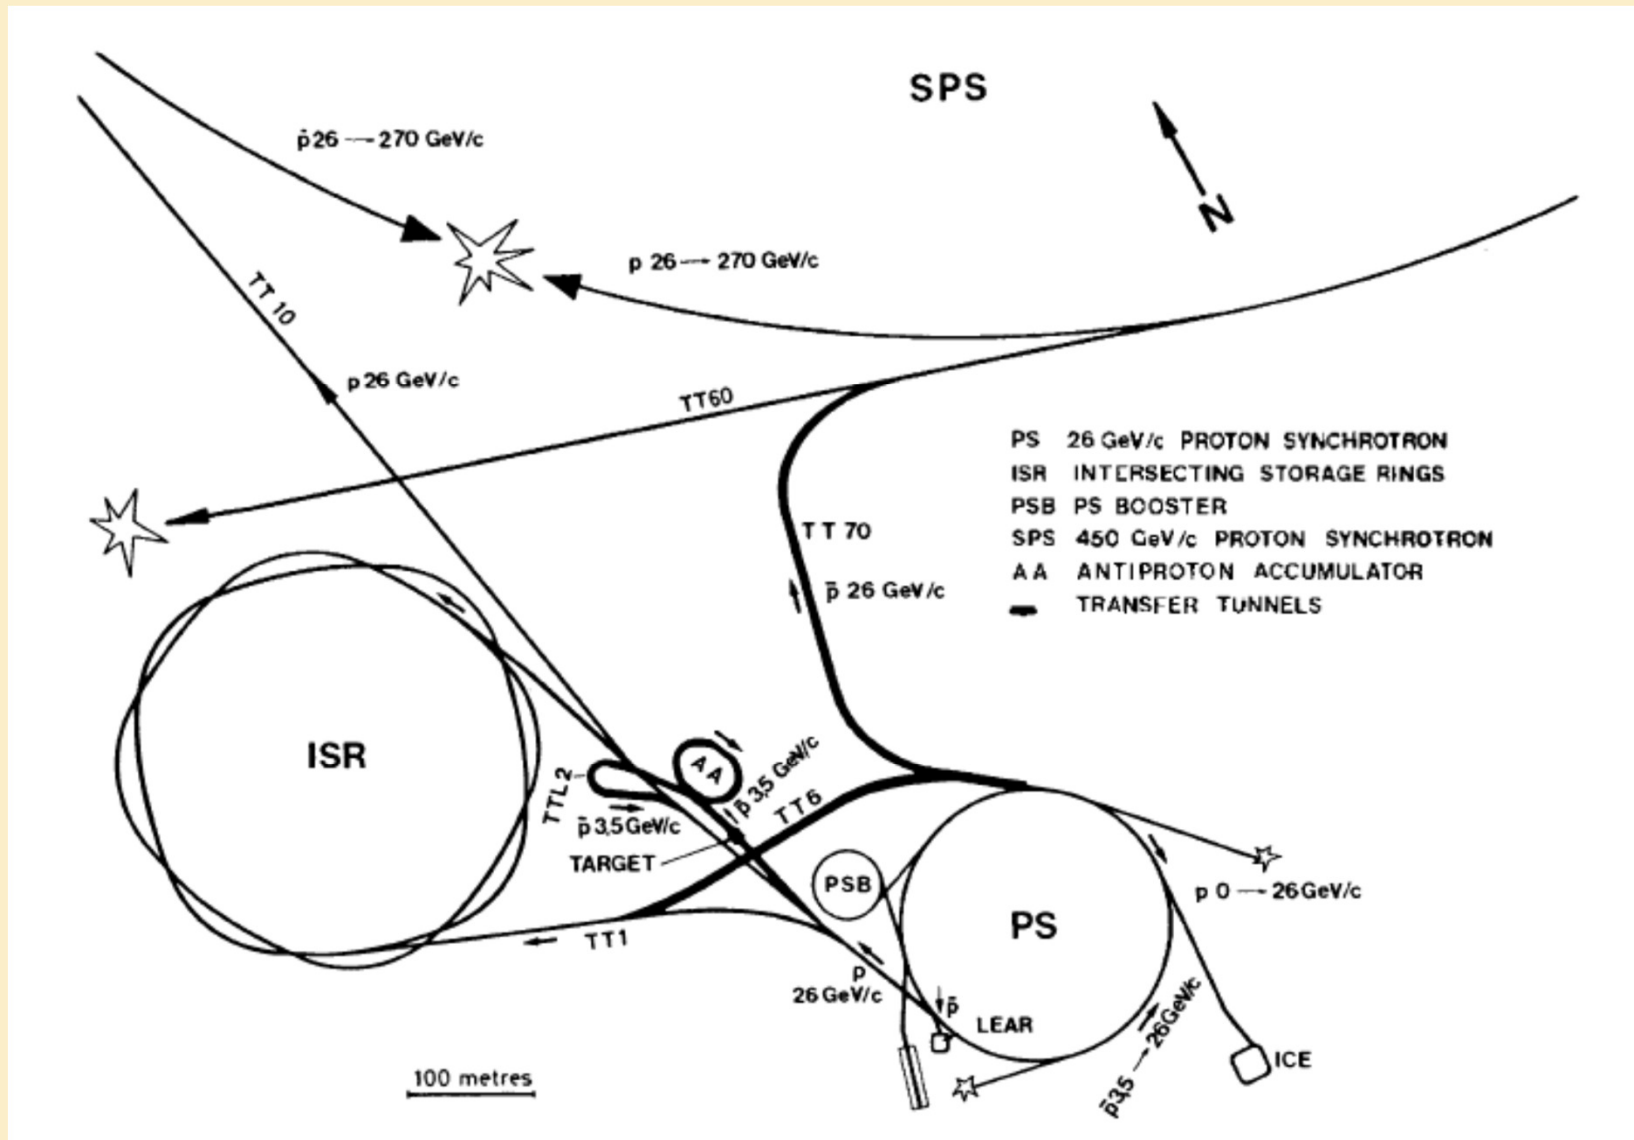 SPS
ṗ 26 → 270 GeV/c
N
p 26 → 270 GeV/c
TT 10
p 26 GeV/c
TT60
PS 26 GeV/c PROTON SYNCHROTRON
ISR INTERSECTING STORAGE RINGS
PSB PS BOOSTER
SPS 450 GeV/c PROTON SYNCHROTRON
AA ANTIPROTON ACCUMULATOR
TRANSFER TUNNELS
TT 70
p̄ 26 GeV/c
ISR
AA
TTL2
p̄ 3,5 GeV/c
p̄ 3,5 GeV/c
TT6
TARGET
PSB
p 0 → 26 GeV/c
PS
TT1
p
26 GeV/c
p̄
LEAR
p̄ 3,5 → 26 GeV/c
ICE
100 metres